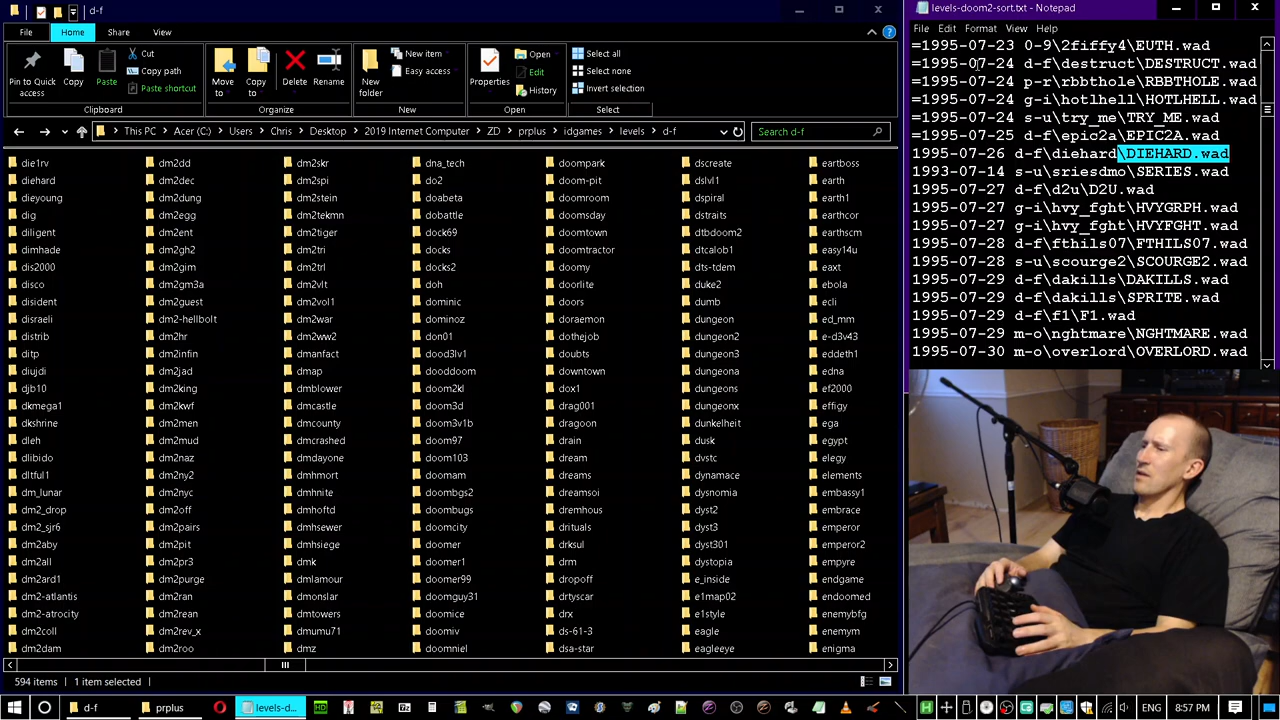 d-f
File
Home
Share
View
Pin to Quick access
Copy
Paste
Cut
Copy path
Paste shortcut
Clipboard
Move to
Copy to
Delete
Rename
Organize
New folder
New item
Easy access
New
Properties
Open
Edit
History
Open
Select all
Select none
Invert selection
Select
This PC
Acer (C:)
Users
Chris
Desktop
2019 Internet Computer
ZD
prplus
idgames
levels
d-f
Search d-f
die1rv
diehard
dieyoung
dig
diligent
dimhade
dis2000
disco
disident
disraeli
distrib
ditp
diujdi
djb10
dkmega1
dkshrine
dleh
dlibido
dltful1
dm_lunar
dm2_drop
dm2_sjr6
dm2aby
dm2all
dm2ard1
dm2-atlantis
dm2-atrocity
dm2coll
dm2dam
dm2dd
dm2dec
dm2dung
dm2egg
dm2ent
dm2gh2
dm2gim
dm2gm3a
dm2guest
dm2-hellbolt
dm2hr
dm2infin
dm2jad
dm2king
dm2kwf
dm2men
dm2mud
dm2naz
dm2ny2
dm2nyc
dm2off
dm2pairs
dm2pit
dm2pr3
dm2purge
dm2ran
dm2rean
dm2rev_x
dm2roo
dm2skr
dm2spi
dm2stein
dm2tekmn
dm2tiger
dm2tri
dm2trl
dm2vlt
dm2vol1
dm2war
dm2ww2
dmanfact
dmap
dmblower
dmcastle
dmcounty
dmcrashed
dmdayone
dmhmort
dmhnite
dmhoftd
dmhsewer
dmhsiege
dmk
dmlamour
dmonslar
dmtowers
dmumu71
dmz
dna_tech
do2
doabeta
dobattle
dock69
docks
docks2
doh
dominic
dominoz
don01
dood3lv1
dooddoom
doom2kl
doom3d
doom3v1b
doom97
doom103
doomam
doombgs2
doombugs
doomcity
doomer
doomer1
doomer99
doomguy31
doomice
doomiv
doomniel
doompark
doom-pit
doomroom
doomsday
doomtown
doomtractor
doomy
doorlite
doors
doraemon
dothejob
doubts
downtown
dox1
drag001
dragoon
drain
dream
dreams
dreamsoi
dremhous
drituals
drksul
drm
dropoff
drtyscar
drx
ds-61-3
dsa-star
dscreate
dslvl1
dspiral
dstraits
dtbdoom2
dtcalob1
dts-tdem
duke2
dumb
dungeon
dungeon2
dungeon3
dungeona
dungeons
dungeonx
dunkelheit
dusk
dvstc
dynamace
dysnomia
dyst2
dyst3
dyst301
dystopia
e_inside
e1map02
e1style
eagle
eagleeye
eartboss
earth
earth1
earthcor
earthscm
easy14u
eaxt
ebola
ecli
ed_mm
e-d3v43
eddeth1
edna
ef2000
effigy
ega
egypt
elegy
elements
embassy1
embrace
emperor
emperor2
empyre
endgame
endoomed
enemybfg
enemym
enigma
594 items
1 item selected
levels-doom2-sort.txt - Notepad
File
Edit
Format
View
Help
=1995-07-23 0-9\2fiffy4\EUTH.wad
=1995-07-24 d-f\destruct\DESTRUCT.wad
=1995-07-24 p-r\rbbthole\RBBTHOLE.wad
=1995-07-24 g-i\hotlhell\HOTLHELL.wad
=1995-07-24 s-u\try_me\TRY_ME.wad
=1995-07-25 d-f\epic2a\EPIC2A.wad
1995-07-26 d-f\diehard\DIEHARD.wad
1993-07-14 s-u\sriesdmo\SERIES.wad
1995-07-27 d-f\d2u\D2U.wad
1995-07-27 g-i\hvy_fght\HVYGRPH.wad
1995-07-27 g-i\hvy_fght\HVYFGHT.wad
1995-07-28 d-f\fthils07\FTHILS07.wad
1995-07-28 s-u\scourge2\SCOURGE2.wad
1995-07-29 d-f\dakills\DAKILLS.wad
1995-07-29 d-f\dakills\SPRITE.wad
1995-07-29 d-f\f1\F1.wad
1995-07-29 m-o\nghtmare\NGHTMARE.wad
1995-07-30 m-o\overlord\OVERLORD.wad
d-f
prplus
levels-d...
ENG
8:57 PM